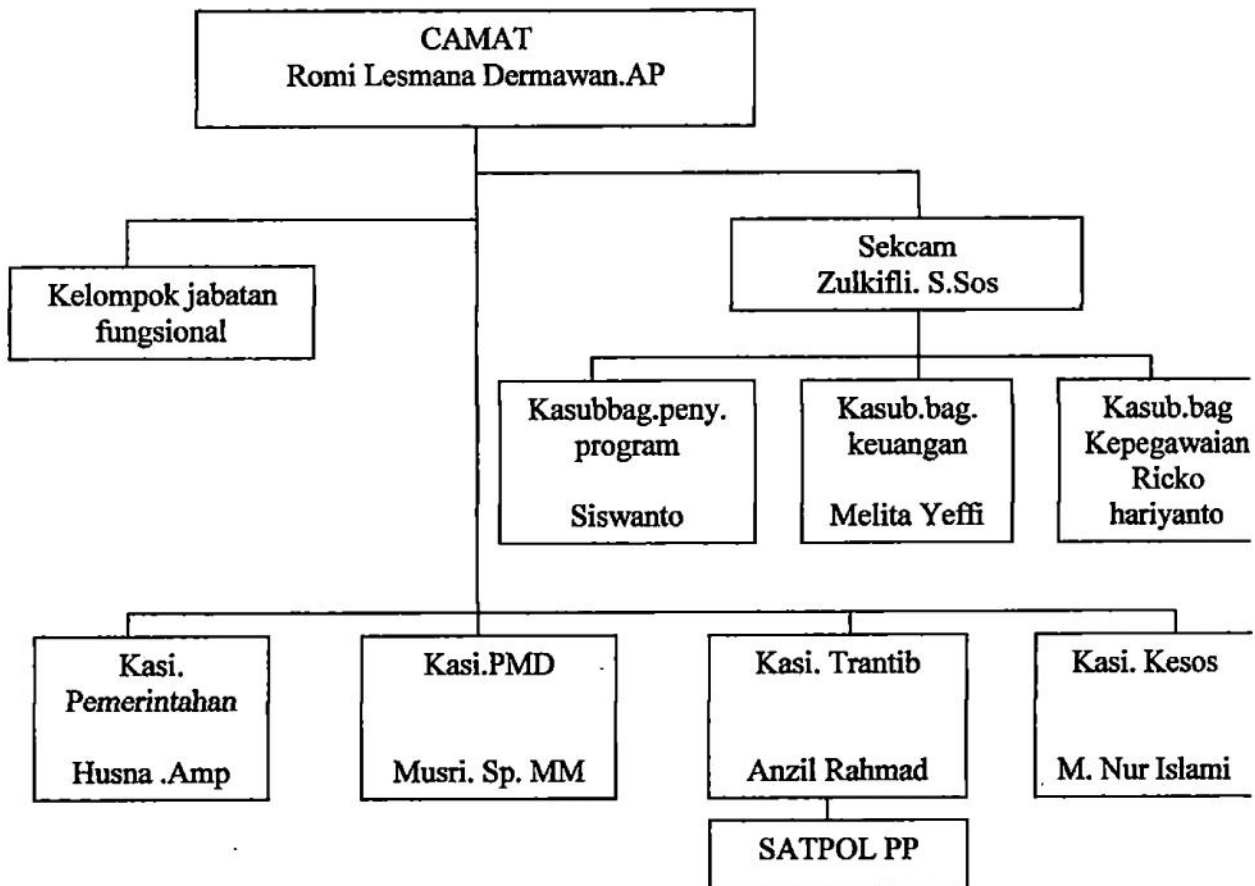 CAMAT
Romi Lesmana Dermawan.AP
Kelompok jabatan
fungsional
Sekcam
Zulkifli. S.Sos
Kasubbag.peny.
program
Siswanto
Kasub.bag.
keuangan
Melita Yeffi
Kasub.bag
Kepegawaian
Ricko
hariyanto
Kasi.
Pemerintahan
Husna .Amp
Kasi.PMD
Musri. Sp. MM
Kasi. Trantib
Anzil Rahmad
Kasi. Kesos
M. Nur Islami
SATPOL PP